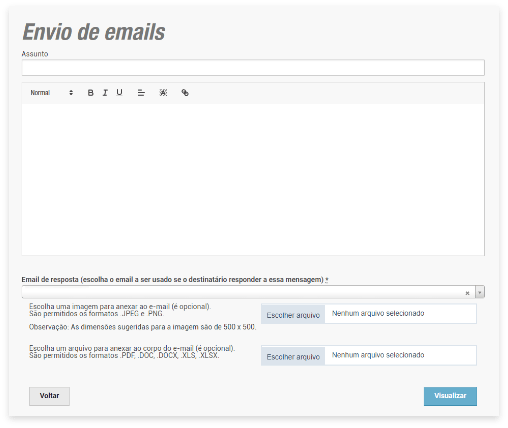 Envio de emails
Assunto
Normal B I U A
Email de resposta (escolha o email a ser usado se o destinatário responder a essa mensagem) *
Escolha uma imagem para anexar ao e-mail (é opcional).
São permitidos os formatos .JPEG e .PNG.
Escolher arquivo Nenhum arquivo selecionado
Observação: As dimensões sugeridas para a imagem são de 500 x 500.
Escolha um arquivo para anexar ao corpo do e-mail (é opcional).
São permitidos os formatos .PDF, .DOC, .DOCX, .XLS, .XLSX.
Escolher arquivo Nenhum arquivo selecionado
Voltar Visualizar